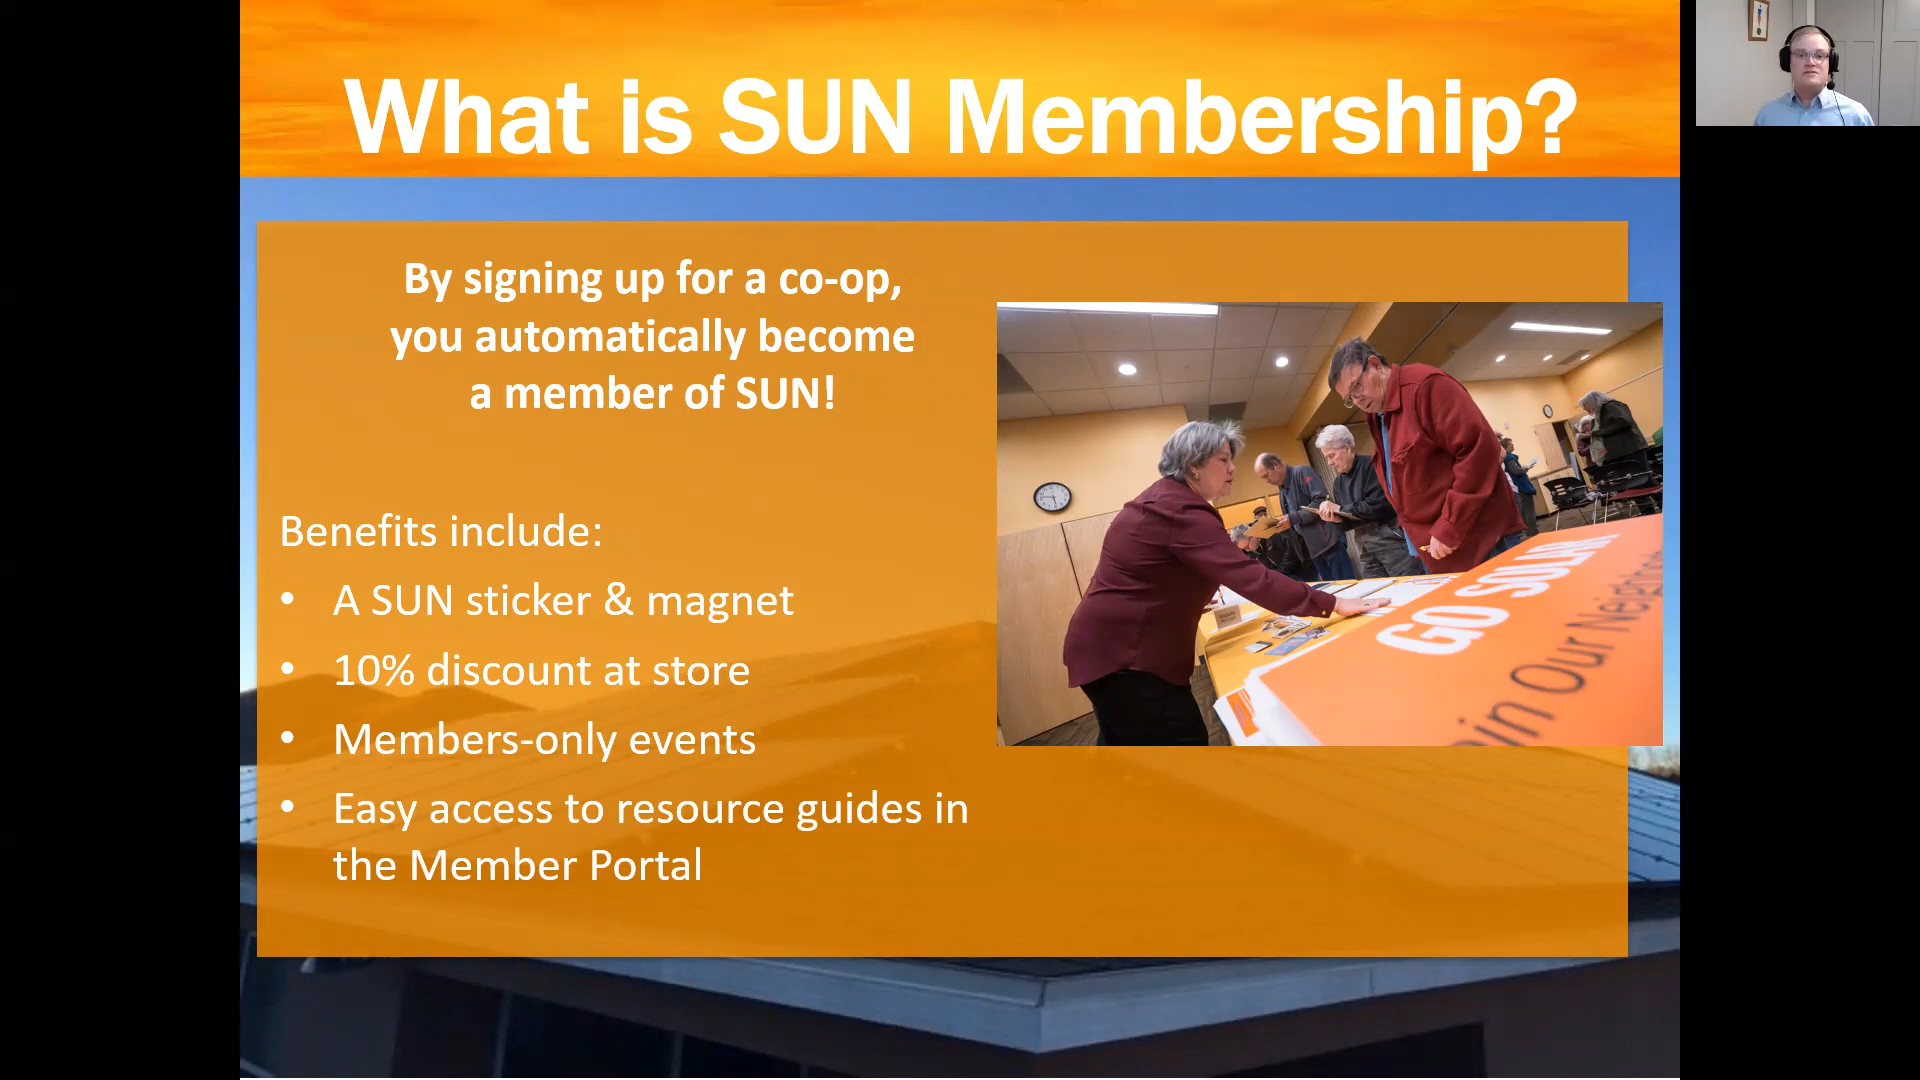 What is SUN Membership?
By signing up for a co-op,
you automatically become
a member of SUN!
Benefits include:
• A SUN sticker & magnet
• 10% discount at store
• Members-only events
• Easy access to resource guides in
the Member Portal
GO SOLAR
in Our